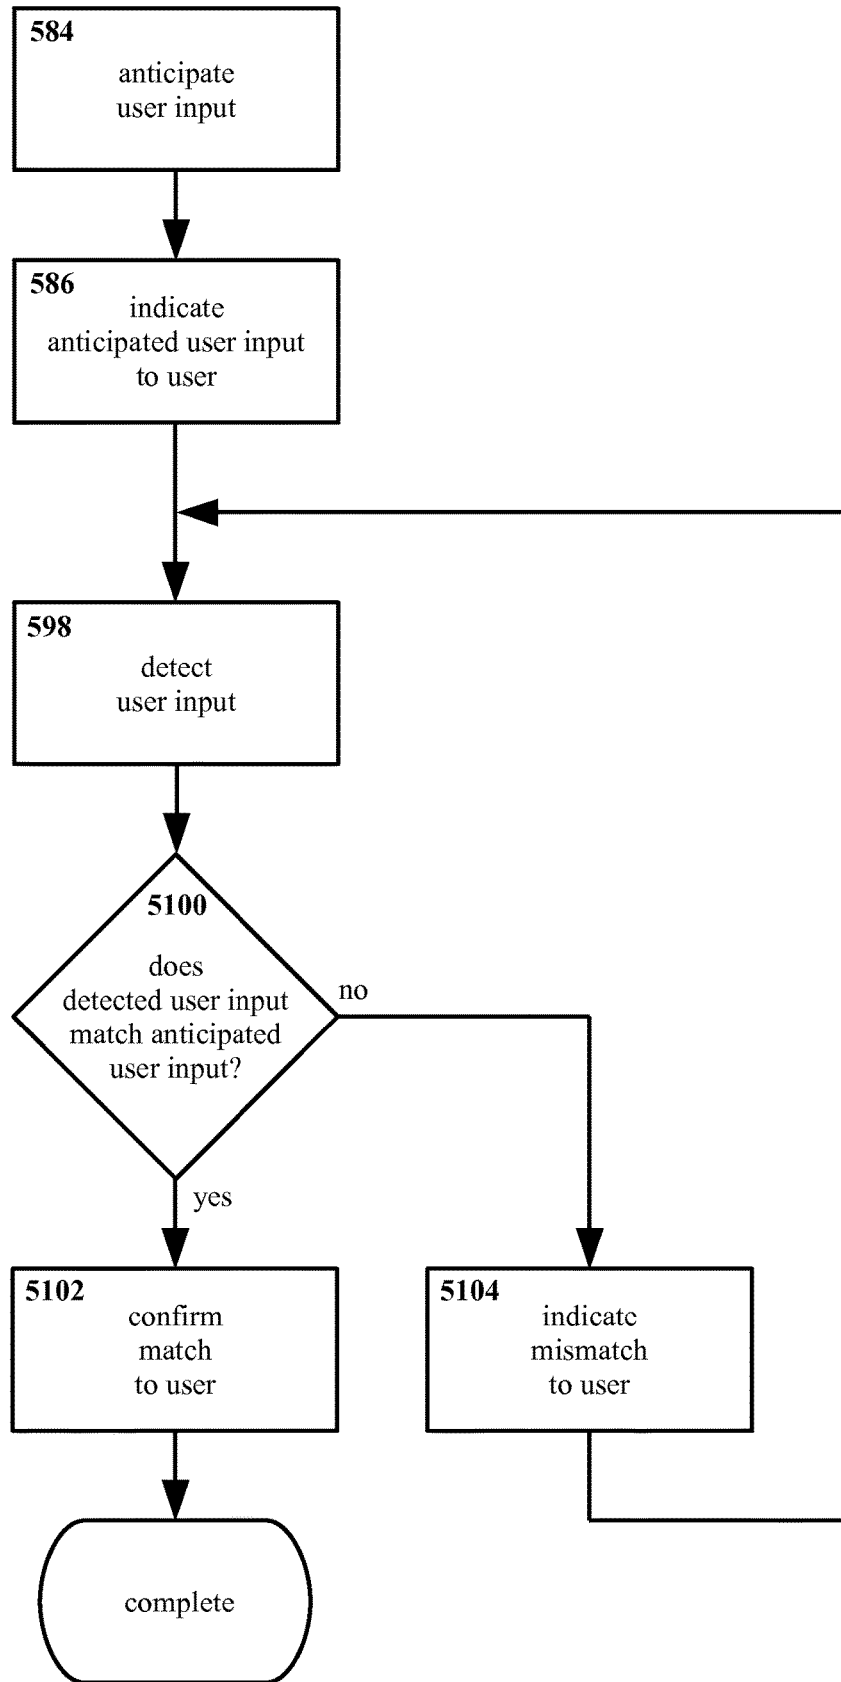 584
anticipate
user input
586
indicate
anticipated user input
to user
598
detect
user input
5100
does
detected user input
match anticipated
user input?
no
yes
5102
confirm
match
to user
5104
indicate
mismatch
to user
complete